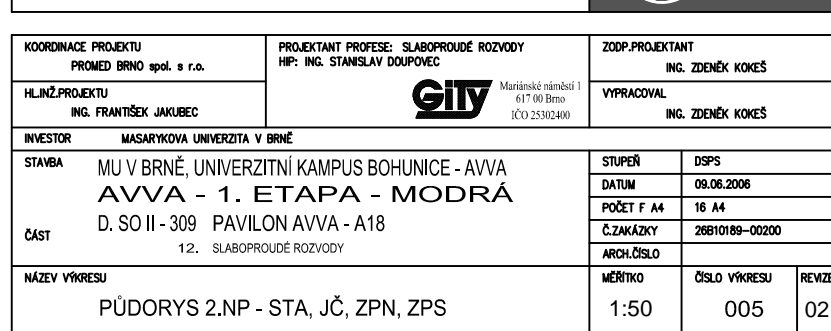 KOORDINACE PROJEKTU
PROMED BRNO spol. s r.o.
PROJEKTANT PROFESE: SLABOPROUDÉ ROZVODY
HIP: ING. STANISLAV DOUPOVEC
GiTy
Mariánské náměstí 1
617 00 Brno
IČO 25302400
ZODP.PROJEKTANT
ING. ZDENĚK KOKEŠ
HL.INŽ.PROJEKTU
ING. FRANTIŠEK JAKUBEC
VYPRACOVAL
ING. ZDENĚK KOKEŠ
INVESTOR MASARYKOVA UNIVERZITA V BRNĚ
STAVBA MU V BRNĚ, UNIVERZITNÍ KAMPUS BOHUNICE - AVVA
AVVA - 1. ETAPA - MODRÁ
D. SO II - 309 PAVILON AVVA - A18
ČÁST 12. SLABOPROUDÉ ROZVODY
STUPEŇ DSPS
DATUM 09.06.2006
POČET F A4 16 A4
Č.ZAKÁZKY 26B10189-00200
ARCH.ČÍSLO
NÁZEV VÝKRESU
PŮDORYS 2.NP - STA, JČ, ZPN, ZPS
MĚŘÍTKO ČÍSLO VÝKRESU REVIZE
1:50 005 02